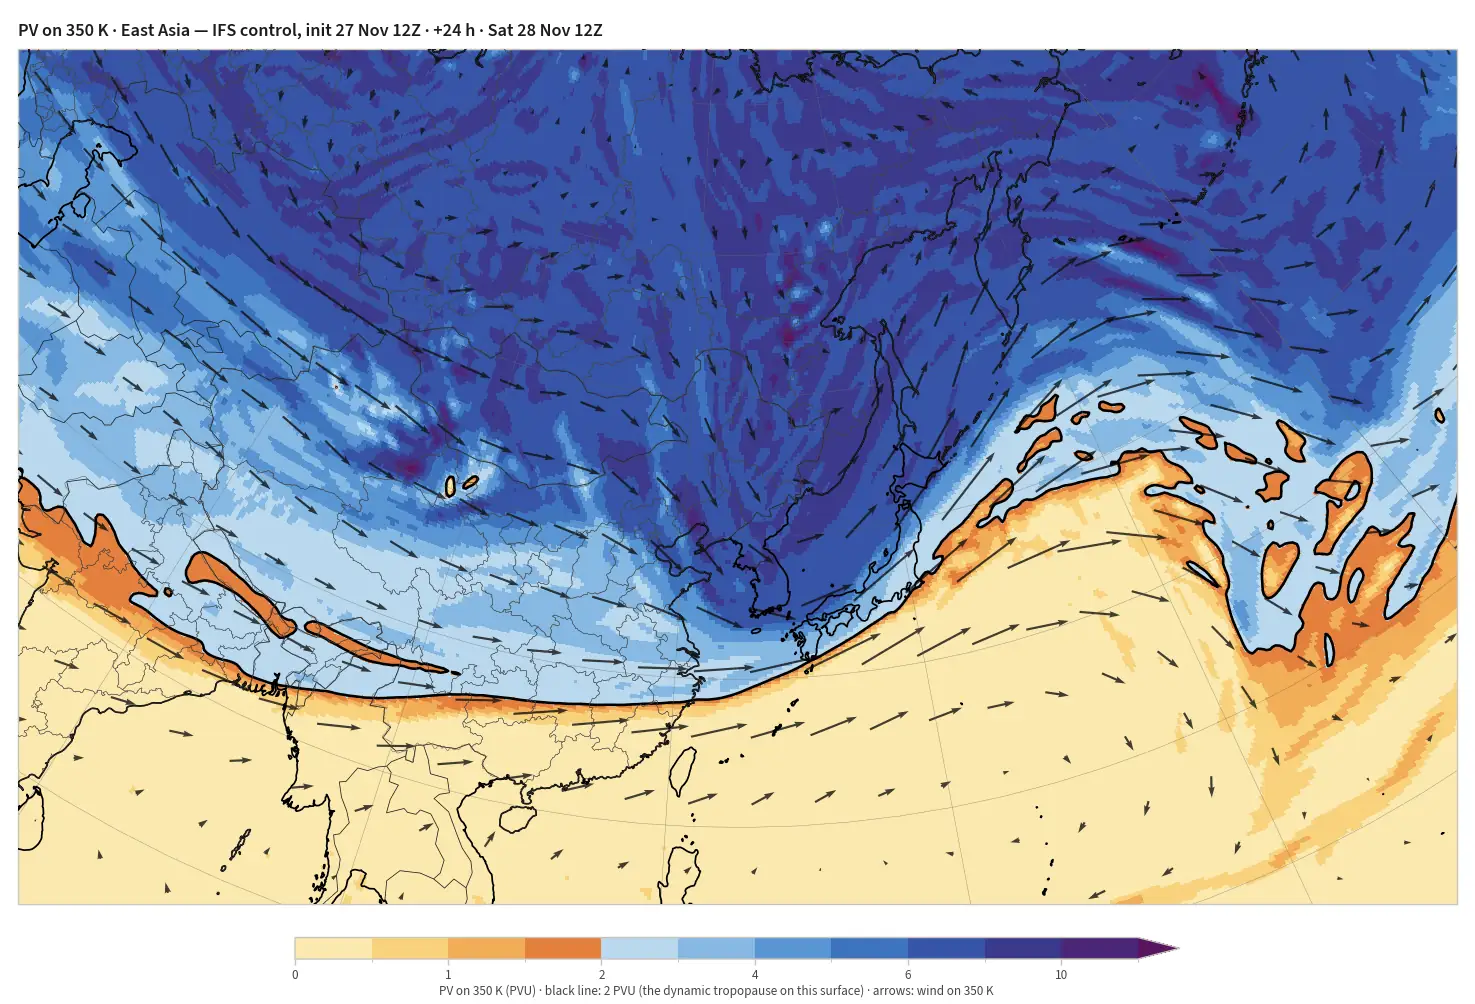 PV on 350 K · East Asia — IFS control, init 27 Nov 12Z · +24 h · Sat 28 Nov 12Z
0 1 2 4 6 10
PV on 350 K (PVU) · black line: 2 PVU (the dynamic tropopause on this surface) · arrows: wind on 350 K